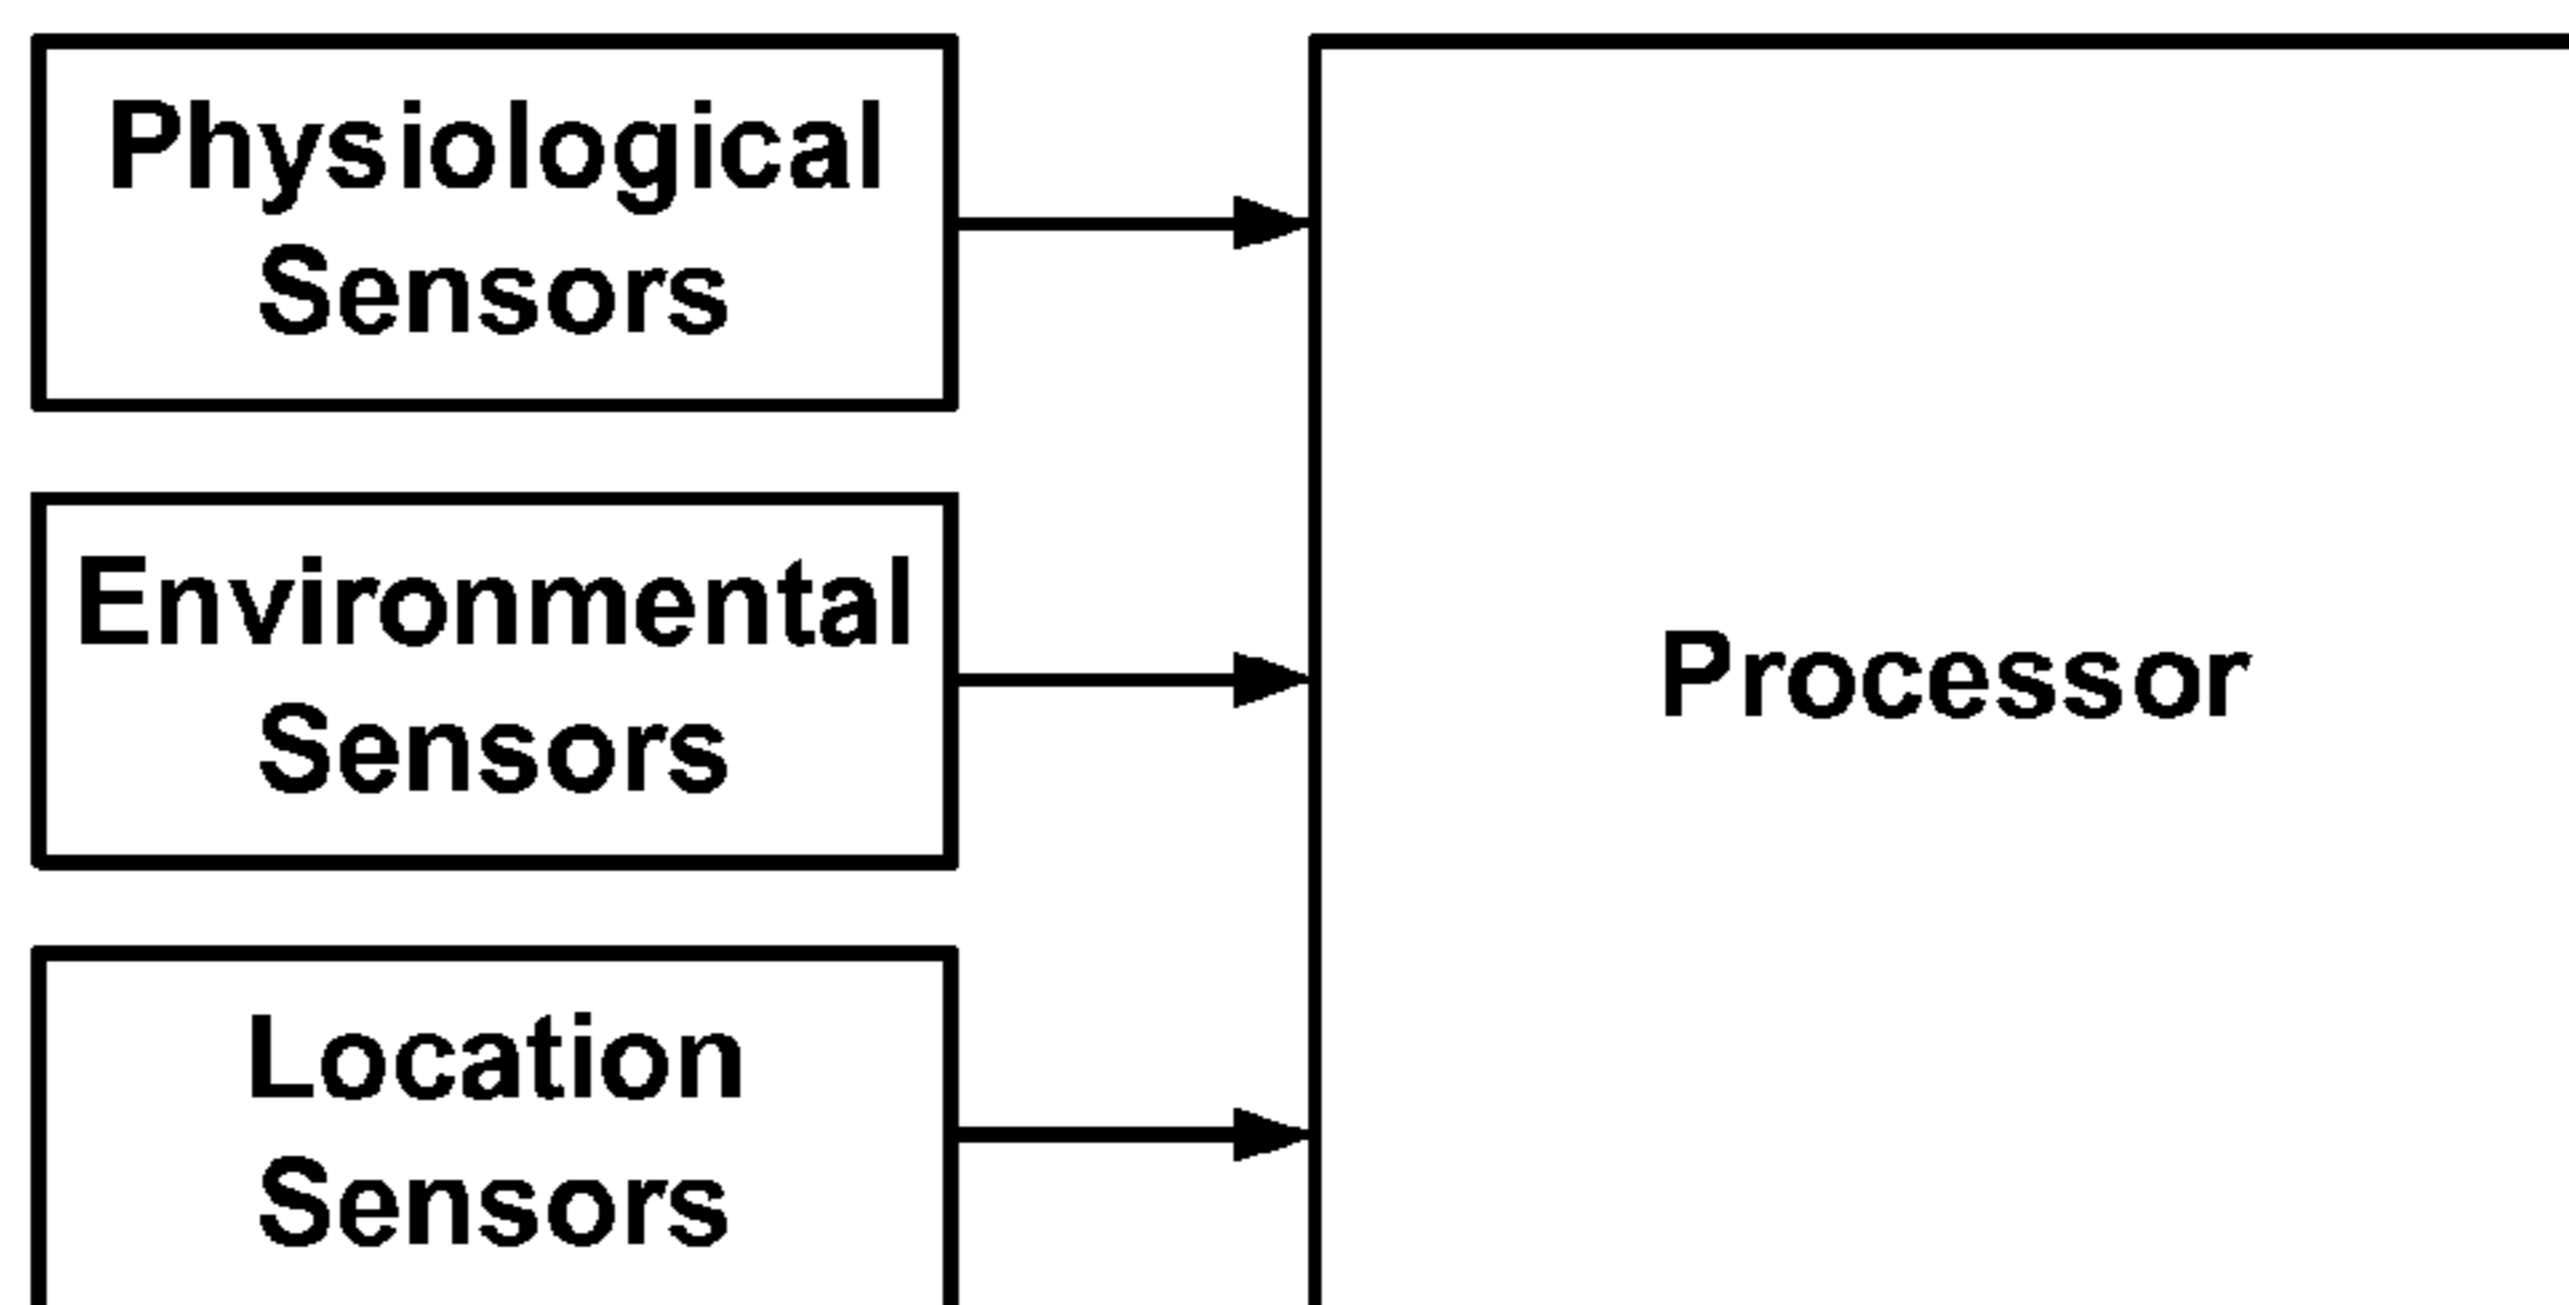 Physiological
Sensors
Environmental
Sensors
Processor
Location
Sensors